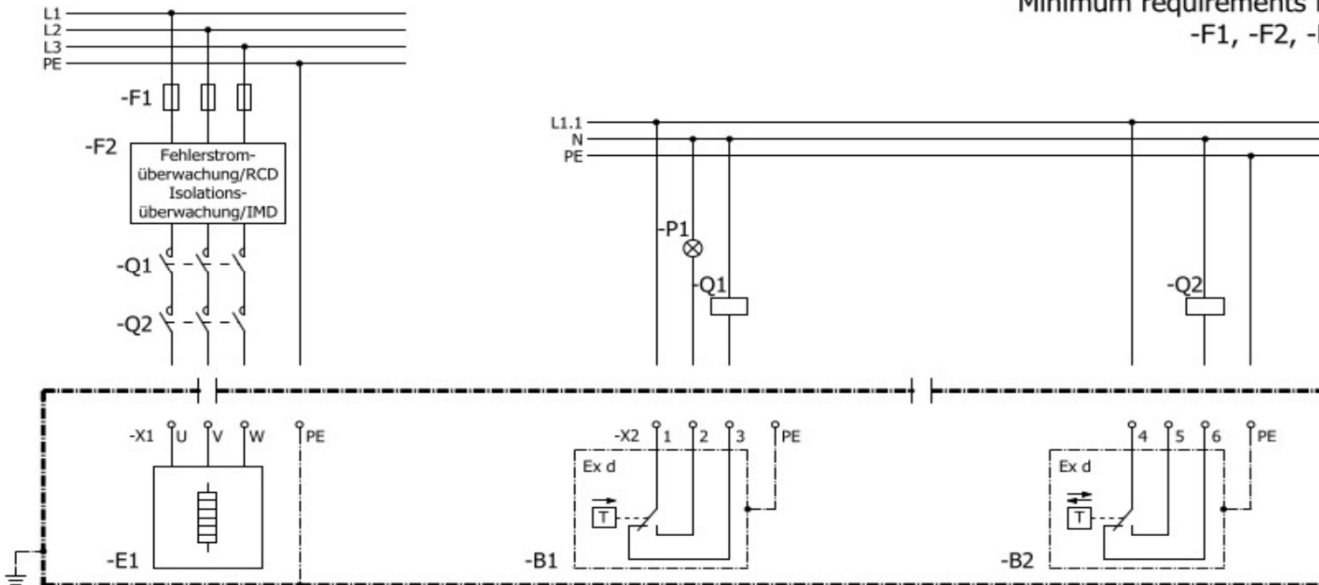 Minimum requirements
-F1, -F2,
L1
L2
L3
PE
-F1
-F2
Fehlerstrom-
überwachung/RCD
Isolations-
überwachung/IMD
-Q1
-Q2
L1.1
N
PE
-P1
-Q1
-Q2
-X1 U V W PE
-X2 1 2 3 PE
4 5 6 PE
Ex d
Ex d
T
T
-E1
-B1
-B2